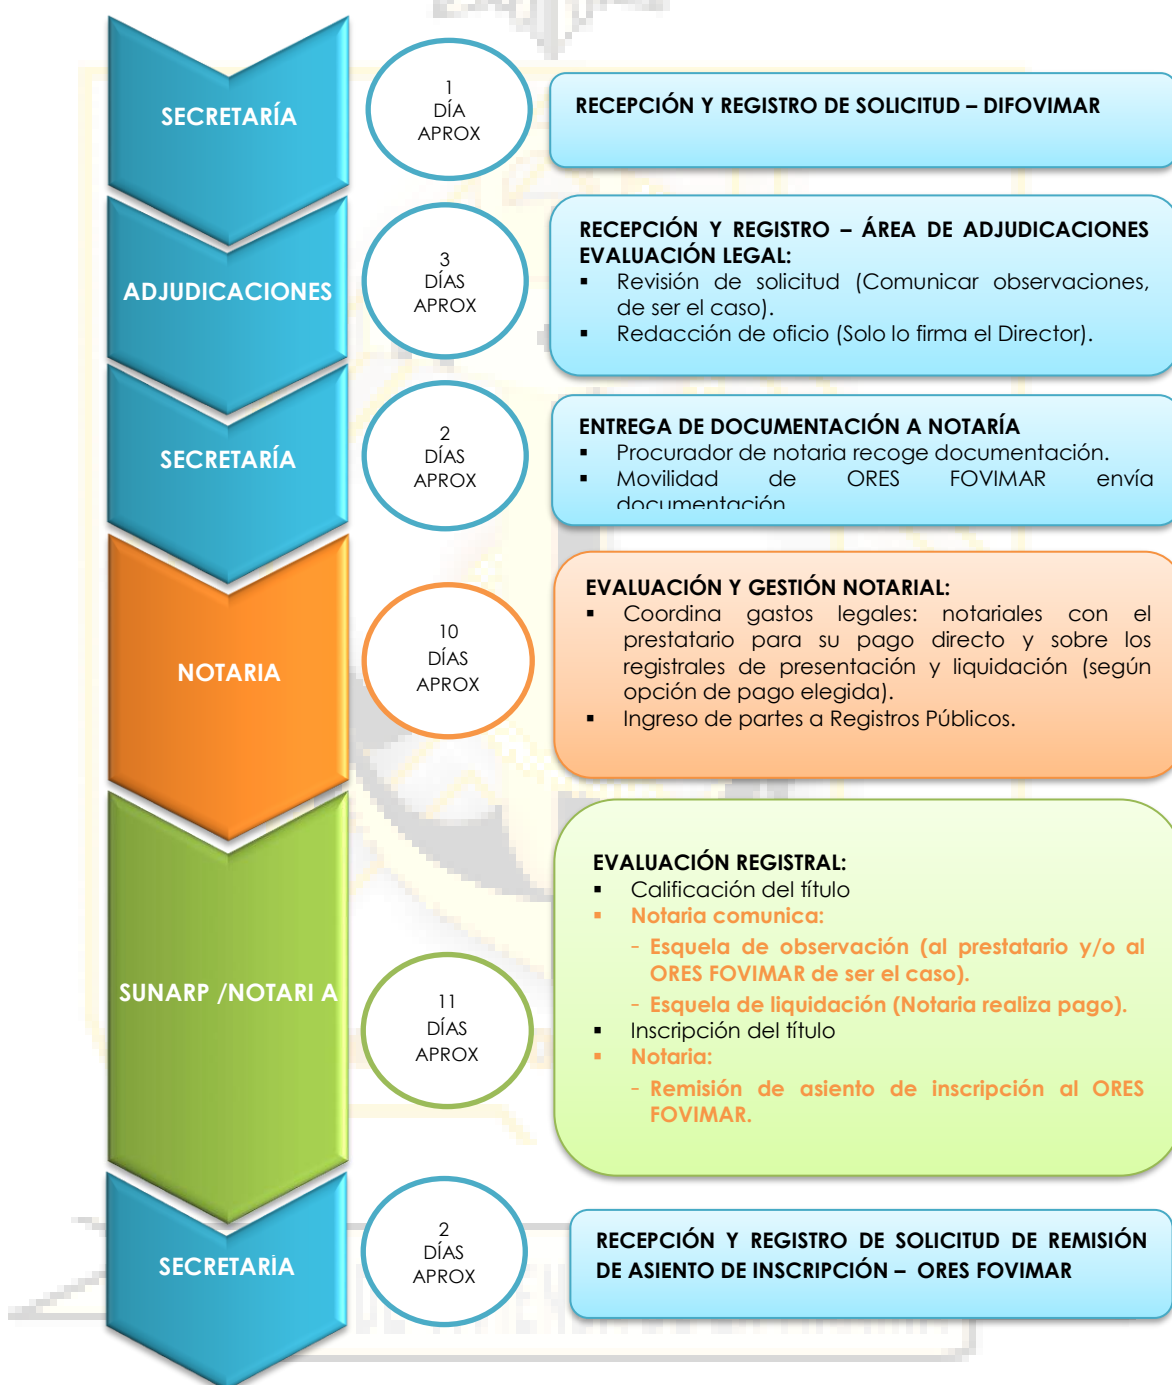 SECRETARÍA
1
DÍA
APROX
RECEPCIÓN Y REGISTRO DE SOLICITUD – DIFOVIMAR
ADJUDICACIONES
3
DÍAS
APROX
RECEPCIÓN Y REGISTRO – ÁREA DE ADJUDICACIONES
EVALUACIÓN LEGAL:
▪ Revisión de solicitud (Comunicar observaciones,
de ser el caso).
▪ Redacción de oficio (Solo lo firma el Director).
SECRETARÍA
2
DÍAS
APROX
ENTREGA DE DOCUMENTACIÓN A NOTARÍA
▪ Procurador de notaria recoge documentación.
▪ Movilidad de ORES FOVIMAR envía
documentación
NOTARIA
10
DÍAS
APROX
EVALUACIÓN Y GESTIÓN NOTARIAL:
▪ Coordina gastos legales: notariales con el
prestatario para su pago directo y sobre los
registrales de presentación y liquidación (según
opción de pago elegida).
▪ Ingreso de partes a Registros Públicos.
SUNARP /NOTARI A
11
DÍAS
APROX
EVALUACIÓN REGISTRAL:
▪ Calificación del título
▪ Notaria comunica:
- Esquela de observación (al prestatario y/o al
ORES FOVIMAR de ser el caso).
- Esquela de liquidación (Notaria realiza pago).
▪ Inscripción del título
▪ Notaria:
- Remisión de asiento de inscripción al ORES
FOVIMAR.
SECRETARÍA
2
DÍAS
APROX
RECEPCIÓN Y REGISTRO DE SOLICITUD DE REMISIÓN
DE ASIENTO DE INSCRIPCIÓN – ORES FOVIMAR